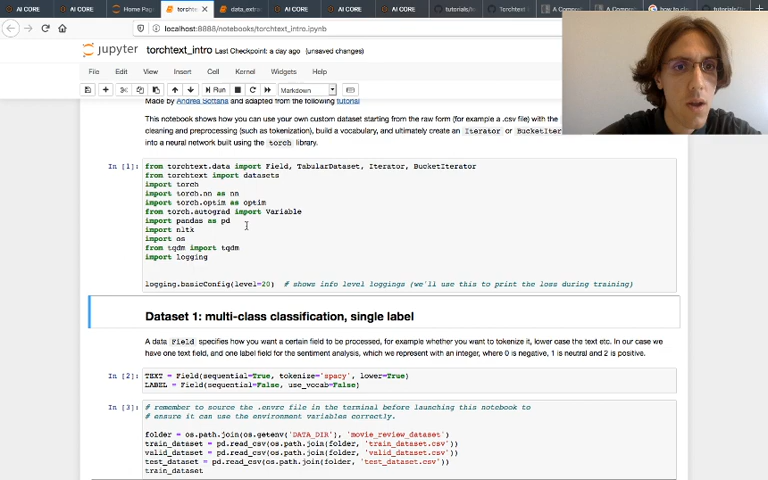 AI CORE
AI CORE
Home Page
torcht
data_extra
AI CORE
AI CORE
AI CORE
AI CORE
tutorials/
Torchtext
A Compre
A Compre
how to cl
tutorials/
localhost:8888/notebooks/torchtext_intro.ipynb
jupyter torchtext_intro Last Checkpoint: a day ago (unsaved changes)
File Edit View Insert Cell Kernel Widgets Help
Run Markdown
Made by Andrea Sottana and adapted from the following tutorial
This notebook shows how you can use your own custom dataset starting from the raw form (for example a .csv file) with the
cleaning and preprocessing (such as tokenization), build a vocabulary, and ultimately create an Iterator or BucketIter
into a neural network built using the torch library.
In [1]: from torchtext.data import Field, TabularDataset, Iterator, BucketIterator
from torchtext import datasets
import torch
import torch.nn as nn
import torch.optim as optim
from torch.autograd import Variable
import pandas as pd
import nltk
import os
from tqdm import tqdm
import logging
logging.basicConfig(level=20) # shows info level loggings (we'll use this to print the loss during training)
Dataset 1: multi-class classification, single label
A data Field specifies how you want a certain field to be processed, for example whether you want to tokenize it, lower case the text etc. In our case we
have one text field, and one label field for the sentiment analysis, which we represent with an integer, where 0 is negative, 1 is neutral and 2 is positive.
In [2]: TEXT = Field(sequential=True, tokenize='spacy', lower=True)
LABEL = Field(sequential=False, use_vocab=False)
In [3]: # remember to source the .envrc file in the terminal before launching this notebook to
# ensure it can use the environment variables correctly.
folder = os.path.join(os.getenv('DATA_DIR'), 'movie_review_dataset')
train_dataset = pd.read_csv(os.path.join(folder, 'train_dataset.csv'))
valid_dataset = pd.read_csv(os.path.join(folder, 'valid_dataset.csv'))
test_dataset = pd.read_csv(os.path.join(folder, 'test_dataset.csv'))
train_dataset